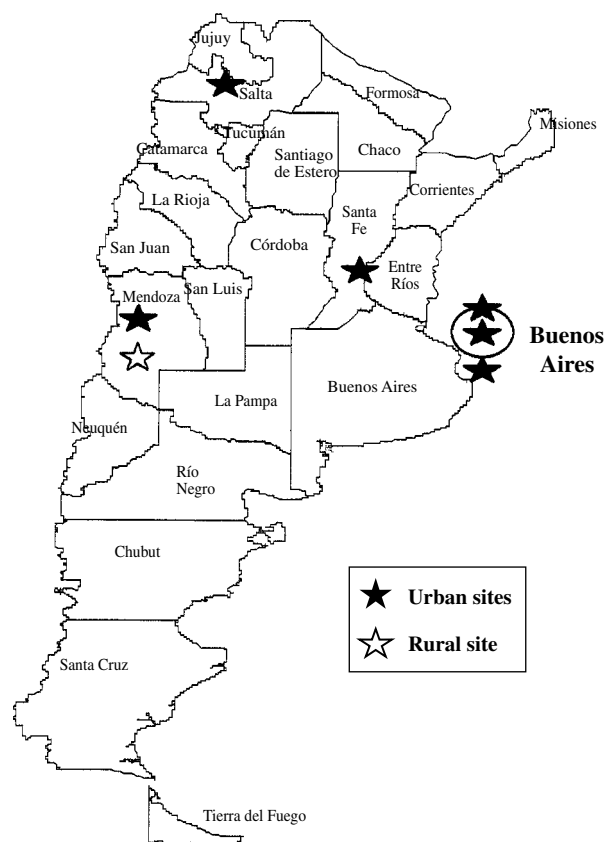 Jujuy
Salta
Formosa
Misiones
Tucumán
Catamarca
Santiago
de Estero
Chaco
Corrientes
La Rioja
Santa
Fe
San Juan
Córdoba
Entre
Ríos
Mendoza
San Luis
Buenos
Aires
La Pampa
Buenos Aires
Neuquén
Río
Negro
Chubut
Urban sites
Rural site
Santa Cruz
Tierra del Fuego